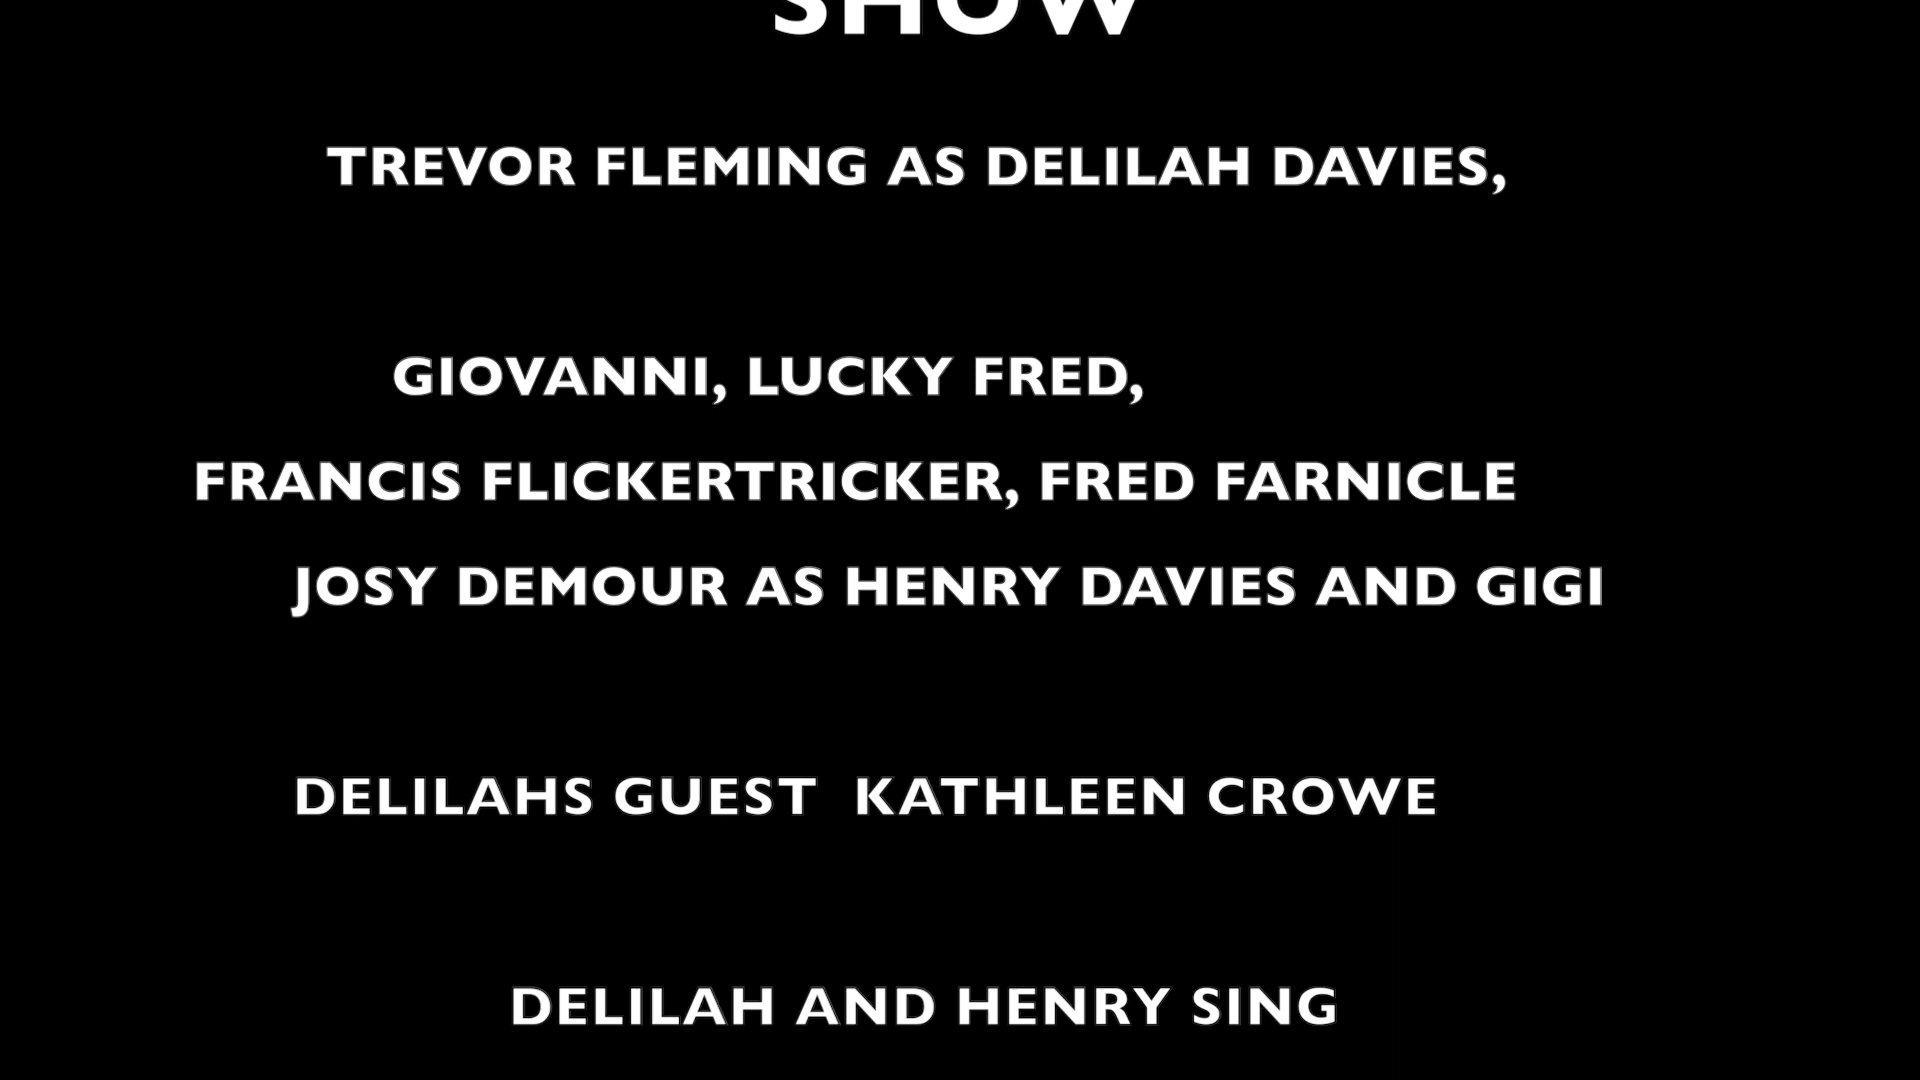 SHOW
TREVOR FLEMING AS DELILAH DAVIES,
GIOVANNI, LUCKY FRED,
FRANCIS FLICKERTRICKER, FRED FARNICLE
JOSY DEMOUR AS HENRY DAVIES AND GIGI
DELILAHS GUEST  KATHLEEN CROWE
DELILAH AND HENRY SING